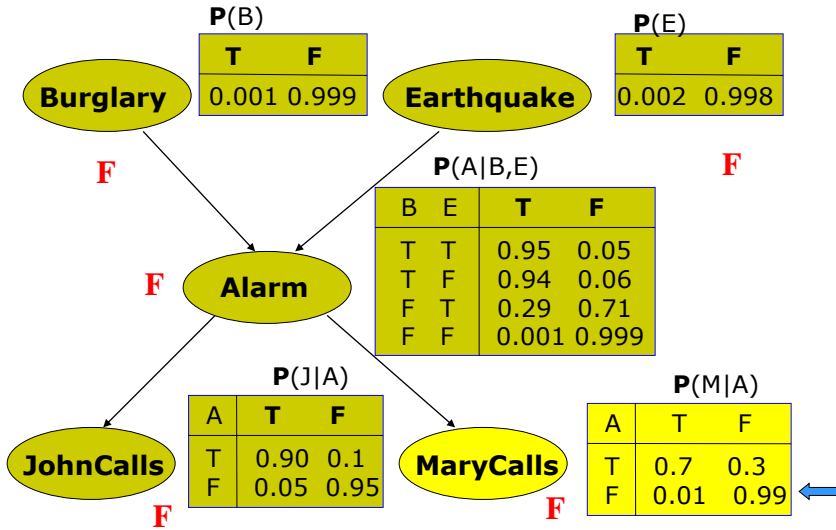 P(B)
T F
0.001 0.999
Burglary
P(E)
T F
0.002 0.998
Earthquake
F
F
P(A|B,E)
B E T F
T T 0.95 0.05
T F 0.94 0.06
F T 0.29 0.71
F F 0.001 0.999
F
Alarm
P(J|A)
A T F
T 0.90 0.1
F 0.05 0.95
JohnCalls
F
P(M|A)
A T F
T 0.7 0.3
F 0.01 0.99
MaryCalls
F